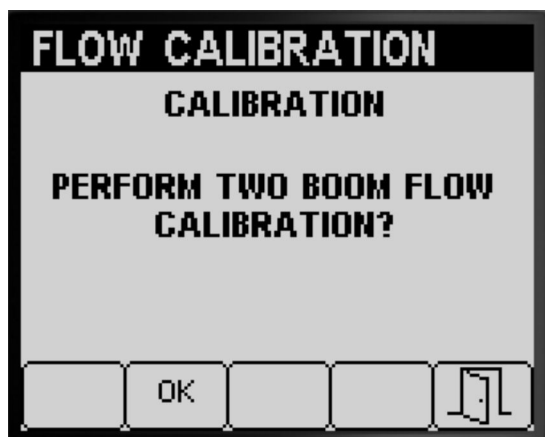 FLOW CALIBRATION
CALIBRATION
PERFORM TWO BOOM FLOW
CALIBRATION?
OK